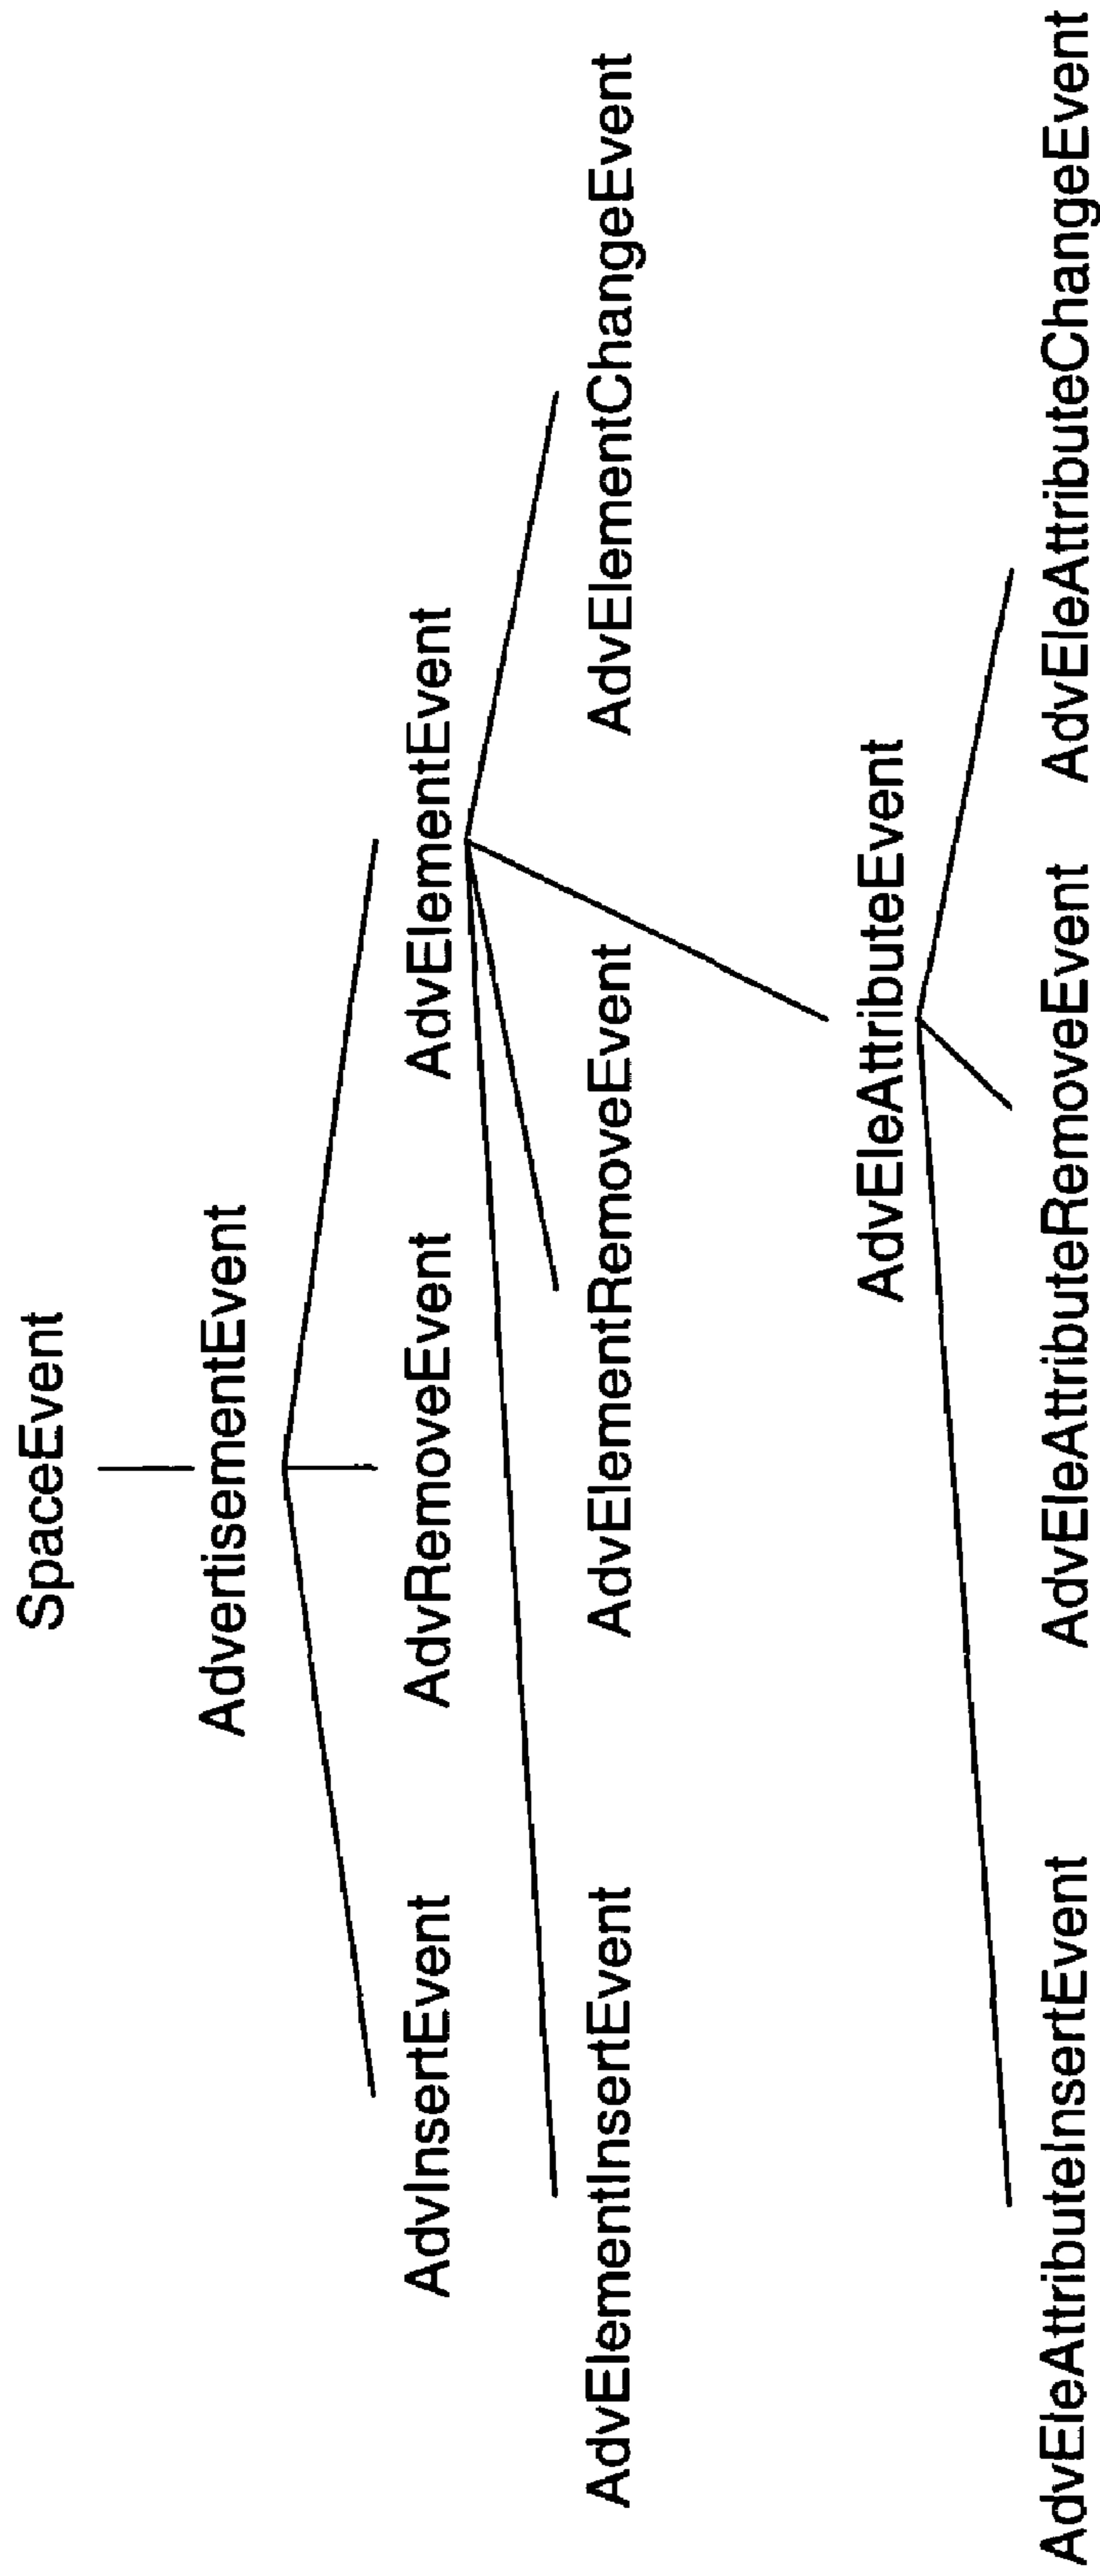 SpaceEvent
AdvertisementEvent
AdvInsertEvent AdvRemoveEvent AdvElementEvent
AdvElementInsertEvent AdvElementRemoveEvent AdvElementChangeEvent
AdvEleAttributeEvent
AdvEleAttributeInsertEvent AdvEleAttributeRemoveEvent AdvEleAttributeChangeEvent